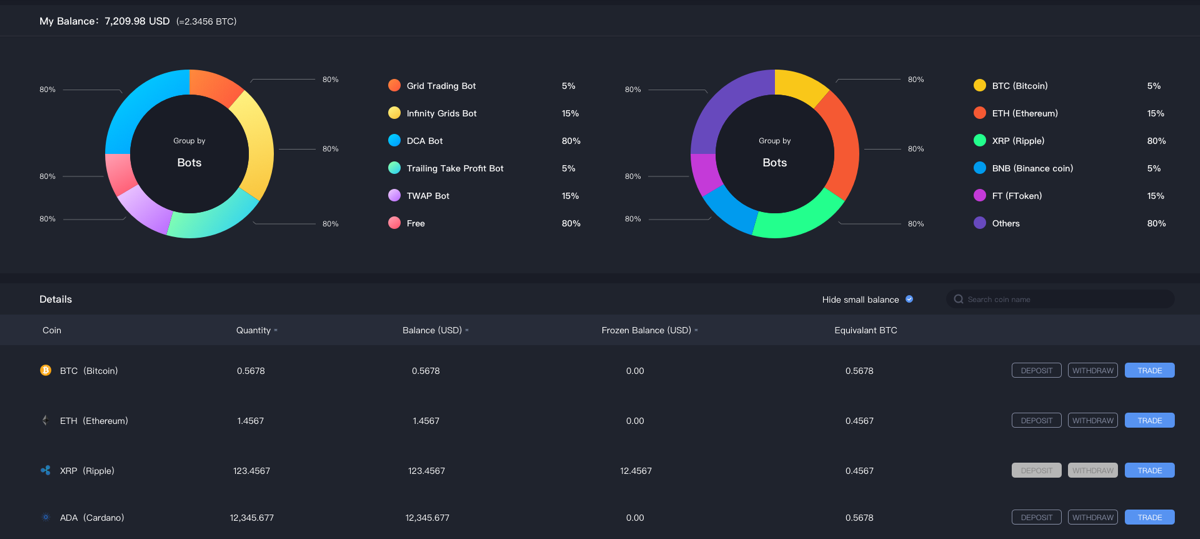 My Balance: 7,209.98 USD (=2.3456 BTC)
80%
80%
80%
80%
80%
80%
Group by
Bots
Grid Trading Bot 5%
Infinity Grids Bot 15%
DCA Bot 80%
Trailing Take Profit Bot 5%
TWAP Bot 15%
Free 80%
80%
80%
80%
80%
80%
80%
Group by
Bots
BTC (Bitcoin) 5%
ETH (Ethereum) 15%
XRP (Ripple) 80%
BNB (Binance coin) 5%
FT (FToken) 15%
Others 80%
Details Hide small balance Search coin name
Coin Quantity Balance (USD) Frozen Balance (USD) Equivalant BTC
BTC (Bitcoin) 0.5678 0.5678 0.00 0.5678 DEPOSIT WITHDRAW TRADE
ETH (Ethereum) 1.4567 1.4567 0.00 0.4567 DEPOSIT WITHDRAW TRADE
XRP (Ripple) 123.4567 123.4567 12.4567 0.4567 DEPOSIT WITHDRAW TRADE
ADA (Cardano) 12,345.677 12,345.677 0.00 0.5678 DEPOSIT WITHDRAW TRADE